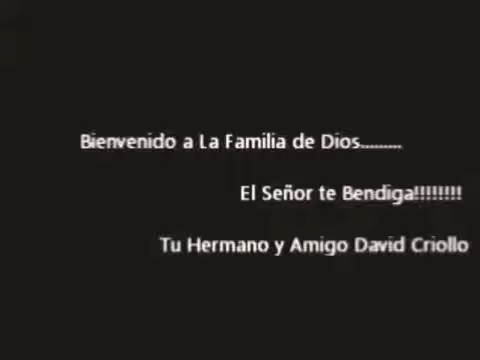 Bienvenido a La Familia de Dios.........
El Señor te Bendiga!!!!!!!!
Tu Hermano y Amigo David Criollo